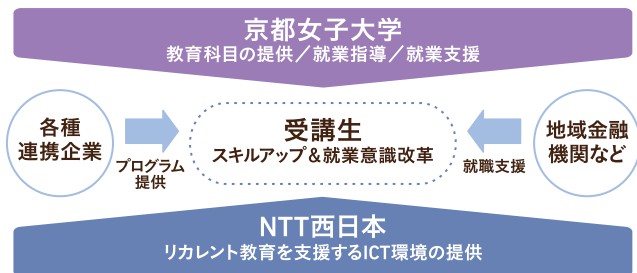 京都女子大学
教育科目の提供／就業指導／就業支援
各種
連携企業
プログラム
提供
受講生
スキルアップ＆就業意識改革
就職支援
地域金融
機関など
NTT西日本
リカレント教育を支援するICT環境の提供